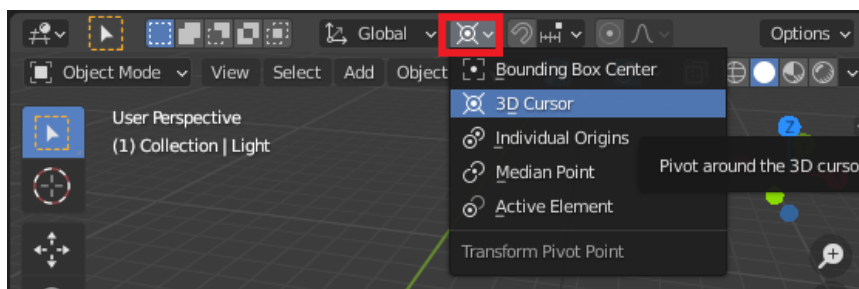 Global
Options
Object Mode
View
Select
Add
Object
Bounding Box Center
3D Cursor
Individual Origins
Median Point
Active Element
Transform Pivot Point
User Perspective
(1) Collection | Light
Z
Pivot around the 3D curso